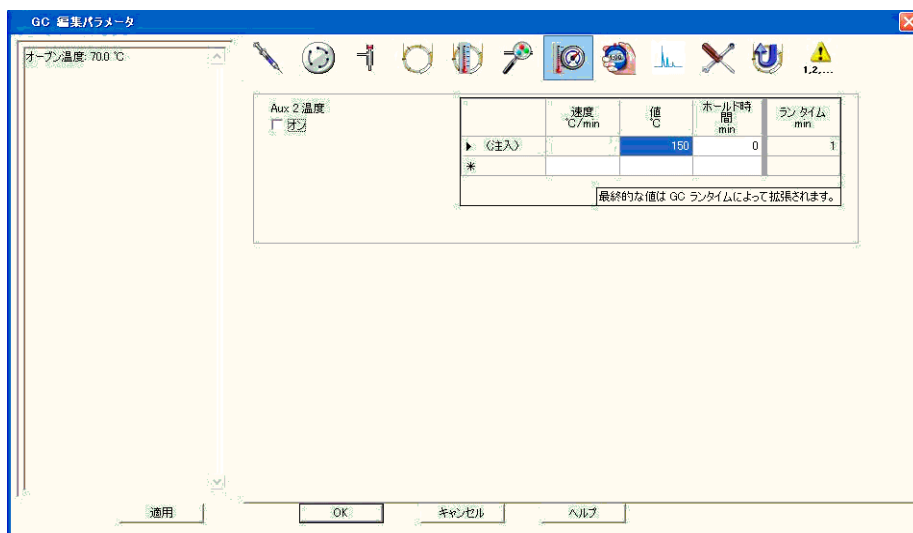 GC 編集パラメータ
オーブン温度: 70.0 ℃
1,2,...
Aux 2 温度
オン
速度
℃/min
値
℃
ホールド時
間
min
ラン タイム
min
《注入》 150 0 1
*
最終的な値は GC ランタイムによって拡張されます。
適用 OK キャンセル ヘルプ